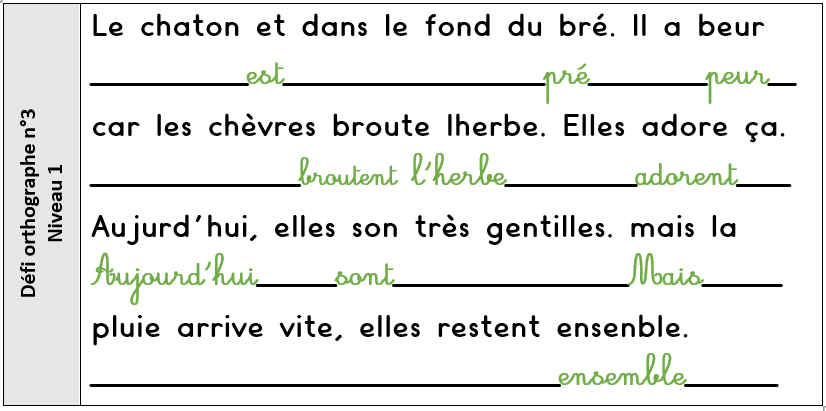 Défi orthographe n°3
Niveau 1
Le chaton et dans le fond du bré. Il a beur
est pré peur
car les chèvres broute lherbe. Elles adore ça.
broutent l'herbe adorent
Aujurd'hui, elles son très gentilles. mais la
Aujourd'hui sont Mais
pluie arrive vite, elles restent ensenble.
ensemble